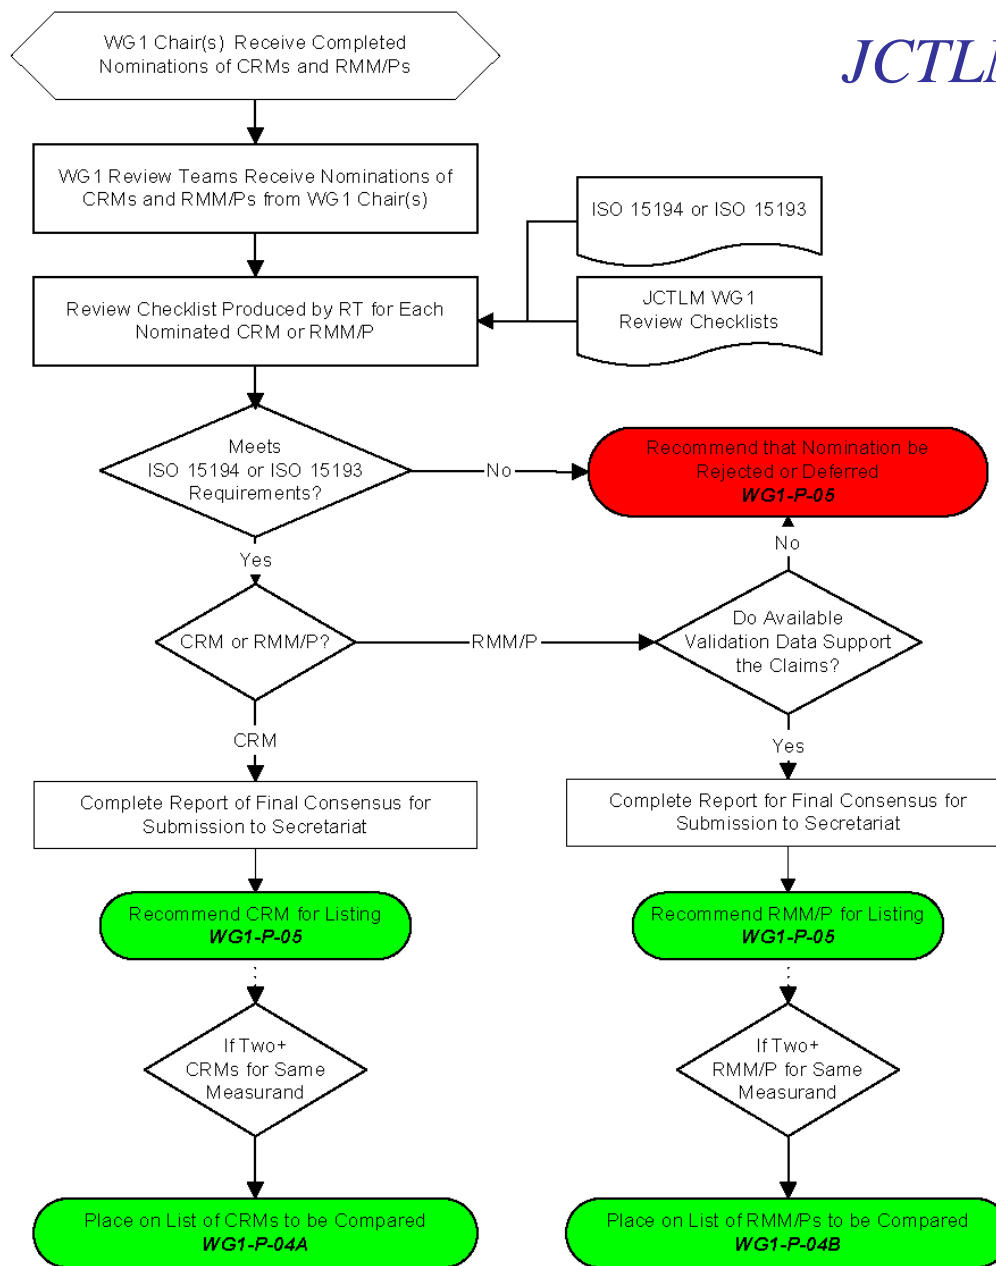 WG1 Chair(s) Receive Completed
Nominations of CRMs and RMM/Ps
JCTLM
WG1 Review Teams Receive Nominations of
CRMs and RMM/Ps from WG1 Chair(s)
ISO 15194 or ISO 15193
Review Checklist Produced by RT for Each
Nominated CRM or RMM/P
JCTLM WG1
Review Checklists
Meets
ISO 15194 or ISO 15193
Requirements?
No
Recommend that Nomination be
Rejected or Deferred
WG1-P-05
Yes
No
CRM or RMM/P?
RMM/P
Do Available
Validation Data Support
the Claims?
CRM
Yes
Complete Report of Final Consensus for
Submission to Secretariat
Complete Report for Final Consensus for
Submission to Secretariat
Recommend CRM for Listing
WG1-P-05
Recommend RMM/P for Listing
WG1-P-05
If Two+
CRMs for Same
Measurand
If Two+
RMM/P for Same
Measurand
Place on List of CRMs to be Compared
WG1-P-04A
Place on List of RMM/Ps to be Compared
WG1-P-04B